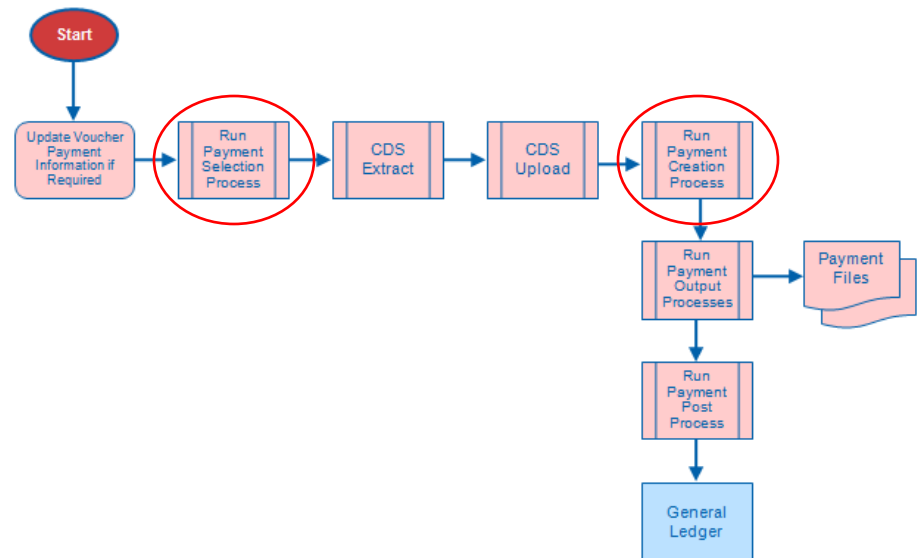 Start
Update Voucher
Payment
Information if
Required
Run
Payment
Selection
Process
CDS
Extract
CDS
Upload
Run
Payment
Creation
Process
Run
Payment
Output
Processes
Payment
Files
Run
Payment
Post
Process
General
Ledger